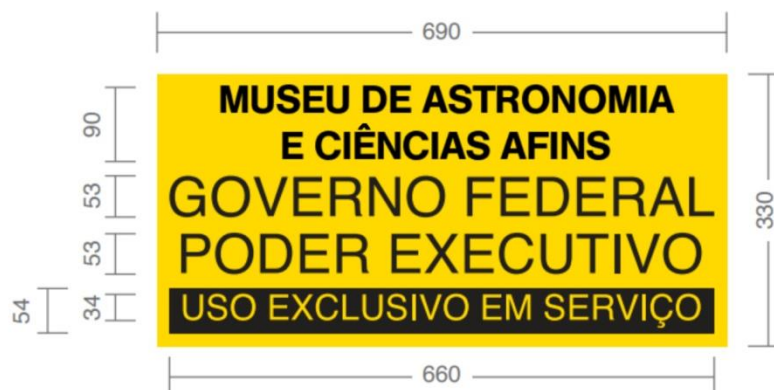 690
MUSEU DE ASTRONOMIA
E CIÊNCIAS AFINS
90
GOVERNO FEDERAL
53
330
PODER EXECUTIVO
53
USO EXCLUSIVO EM SERVIÇO
34
54
660